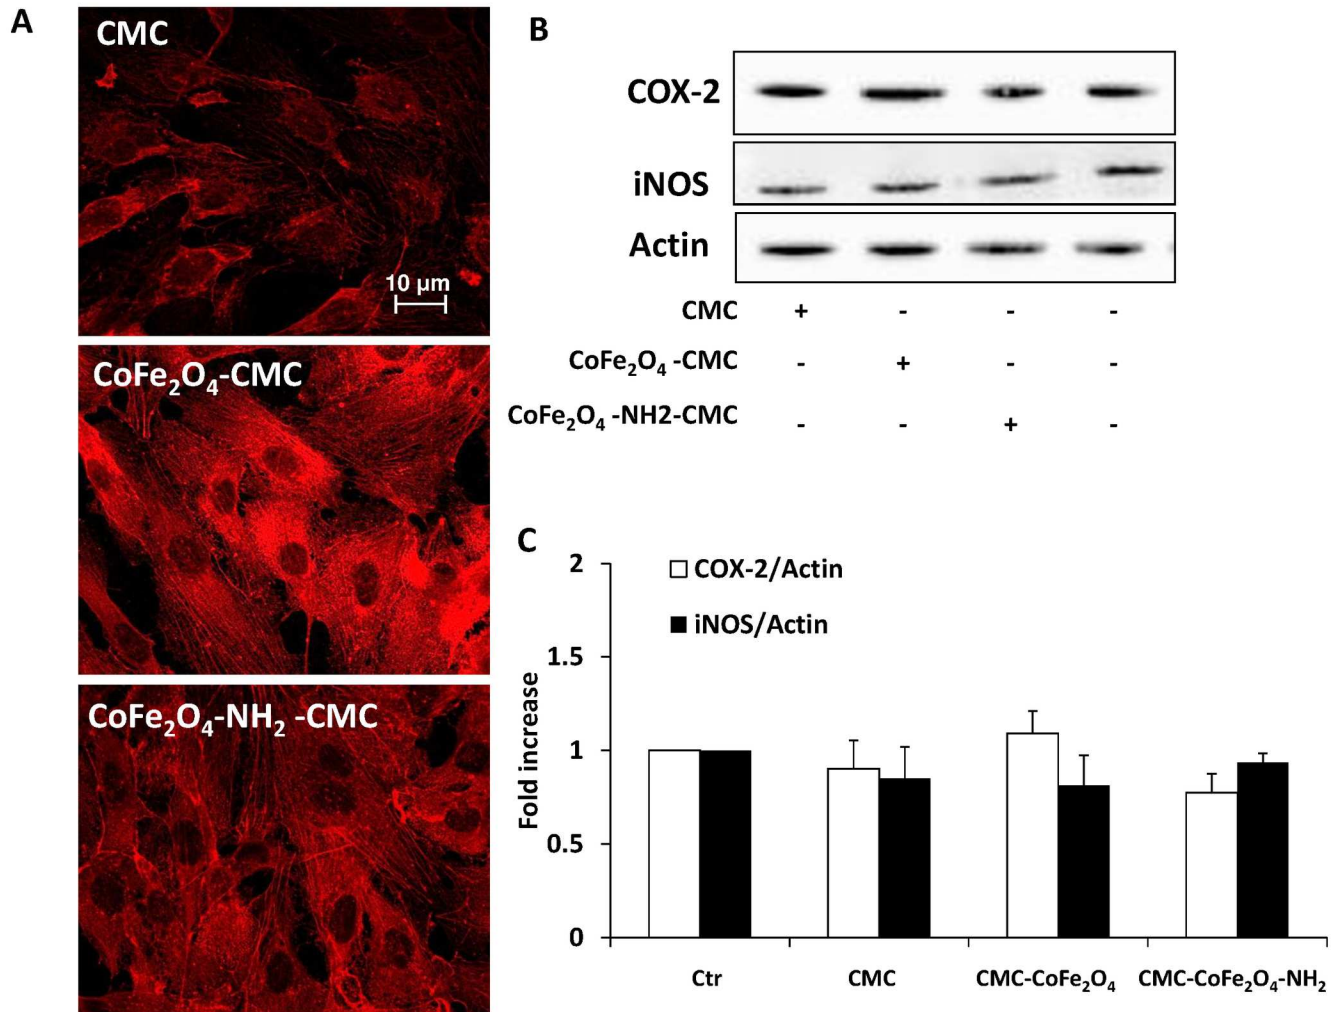 A
CMC
10 µm
CoFe₂O₄-CMC
CoFe₂O₄-NH₂ -CMC
B
COX-2
iNOS
Actin
CMC + - - -
CoFe₂O₄ -CMC - + - -
CoFe₂O₄ -NH2-CMC - - + -
C
COX-2/Actin
iNOS/Actin
Fold increase
2
1.5
1
0.5
0
Ctr CMC CMC-CoFe₂O₄ CMC-CoFe₂O₄-NH₂